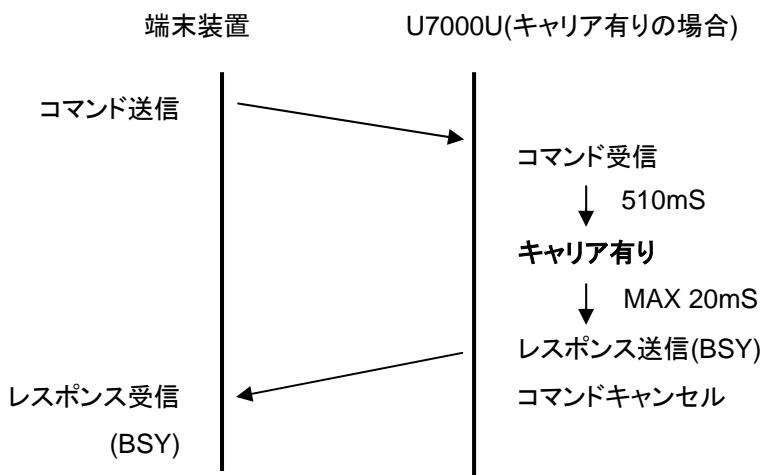 端末装置
U7000U(キャリア有りの場合)
コマンド送信
コマンド受信
510mS
キャリア有り
MAX 20mS
レスポンス送信(BSY)
レスポンス受信
コマンドキャンセル
(BSY)